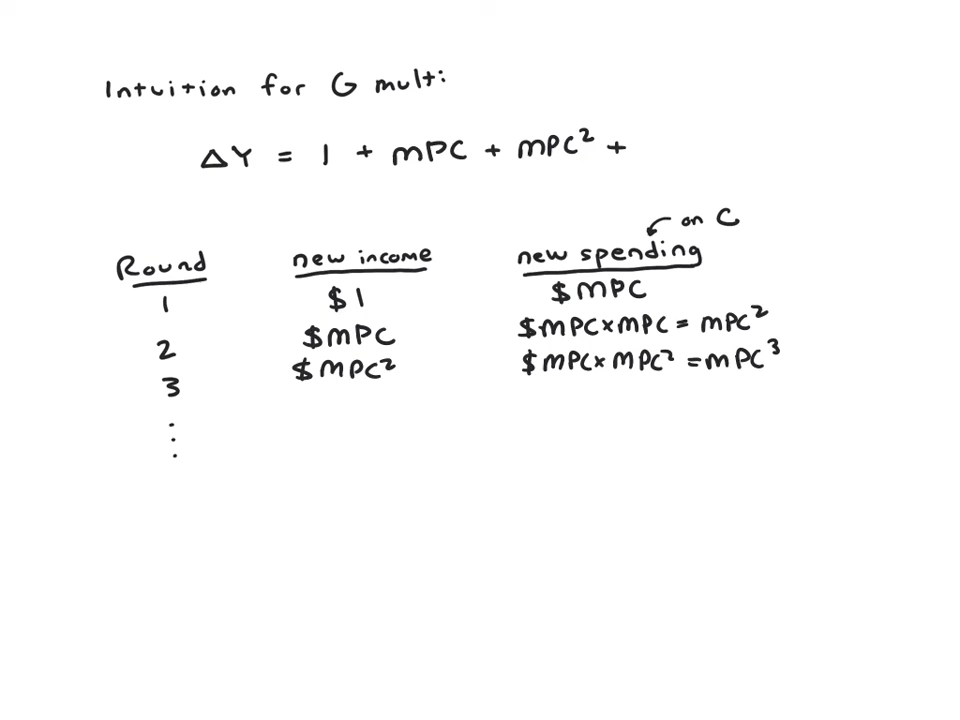 Intuition for G mult:
ΔY = 1 + MPC + MPC² +
on C
Round new income new spending
1 $1 $MPC
2 $MPC $MPC×MPC = MPC²
3 $MPC² $MPC×MPC² = MPC³
⋮